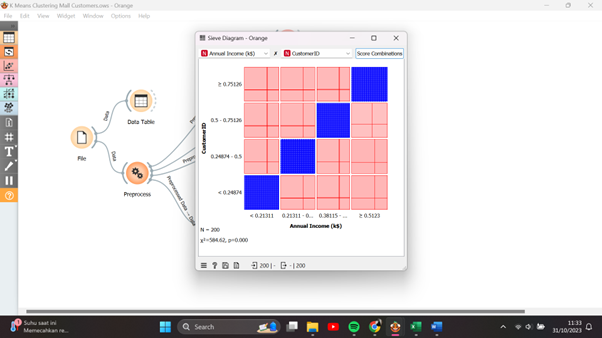 K Means Clustering Mall Customers.ows - Orange
File Edit View Widget Window Options Help
Sieve Diagram - Orange
N Annual Income (k$) N CustomerID Score Combinations
≥ 0.75126
0.5 - 0.75126
0.24874 - 0.5
< 0.24874
CustomerID
< 0.21311 0.21311 - 0... 0.38115 - ... ≥ 0.5123
Annual Income (k$)
N = 200
χ²=584.62, p=0.000
200 | - - | 200
Data
Data Table
File
Data
Preprocess
Preprocessed Data → Data
Suhu saat ini
Memecahkan re...
Search
11:33
31/10/2023